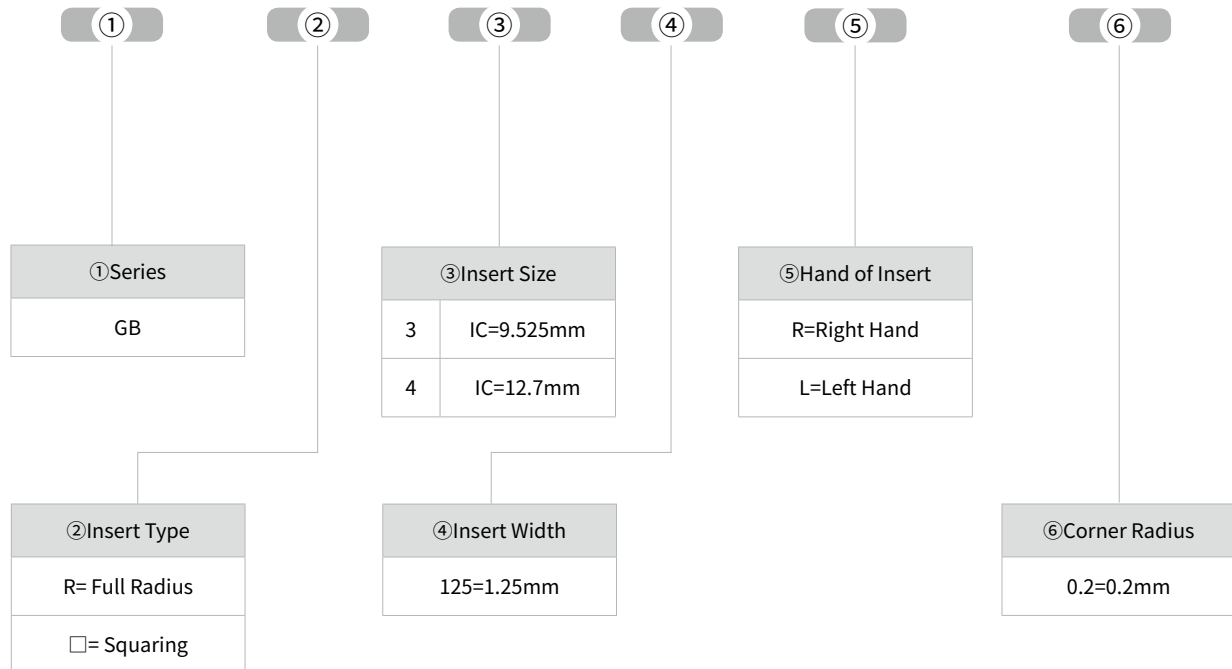 ① ② ③ ④ ⑤ ⑥
①Series
GB
③Insert Size
3 IC=9.525mm
4 IC=12.7mm
⑤Hand of Insert
R=Right Hand
L=Left Hand
②Insert Type
R= Full Radius
□= Squaring
④Insert Width
125=1.25mm
⑥Corner Radius
0.2=0.2mm